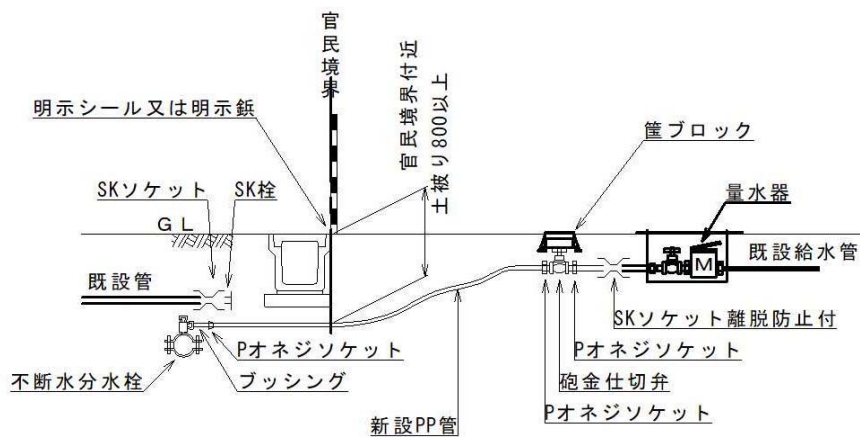 官民境界
官民境界付近
土被り800以上
明示シール又は明示鋲
筐ブロック
SKソケット
SK栓
量水器
GL
既設給水管
M
既設管
SKソケット離脱防止付
Pオネジソケット
Pオネジソケット
不断水分水栓
ブッシング
砲金仕切弁
新設PP管
Pオネジソケット